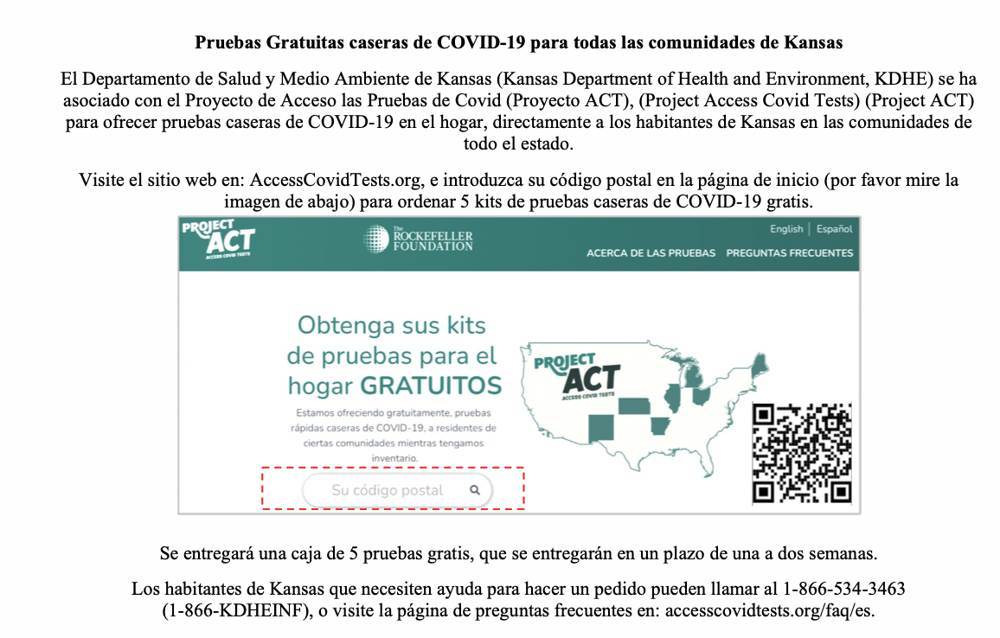 Pruebas Gratuitas caseras de COVID-19 para todas las comunidades de Kansas
El Departamento de Salud y Medio Ambiente de Kansas (Kansas Department of Health and Environment, KDHE) se ha
asociado con el Proyecto de Acceso las Pruebas de Covid (Proyecto ACT), (Project Access Covid Tests) (Project ACT)
para ofrecer pruebas caseras de COVID-19 en el hogar, directamente a los habitantes de Kansas en las comunidades de
todo el estado.
Visite el sitio web en: AccessCovidTests.org, e introduzca su código postal en la página de inicio (por favor mire la
imagen de abajo) para ordenar 5 kits de pruebas caseras de COVID-19 gratis.
PROJECT
ACT
ACCESS COVID TESTS
The
ROCKEFELLER
FOUNDATION
English | Español
ACERCA DE LAS PRUEBAS PREGUNTAS FRECUENTES
Obtenga sus kits
de pruebas para el
hogar GRATUITOS
Estamos ofreciendo gratuitamente, pruebas
rápidas caseras de COVID-19, a residentes de
ciertas comunidades mientras tengamos
inventario.
Su código postal
PROJECT
ACT
ACCESS COVID TESTS
Se entregará una caja de 5 pruebas gratis, que se entregarán en un plazo de una a dos semanas.
Los habitantes de Kansas que necesiten ayuda para hacer un pedido pueden llamar al 1-866-534-3463
(1-866-KDHEINF), o visite la página de preguntas frecuentes en: accesscovidtests.org/faq/es.